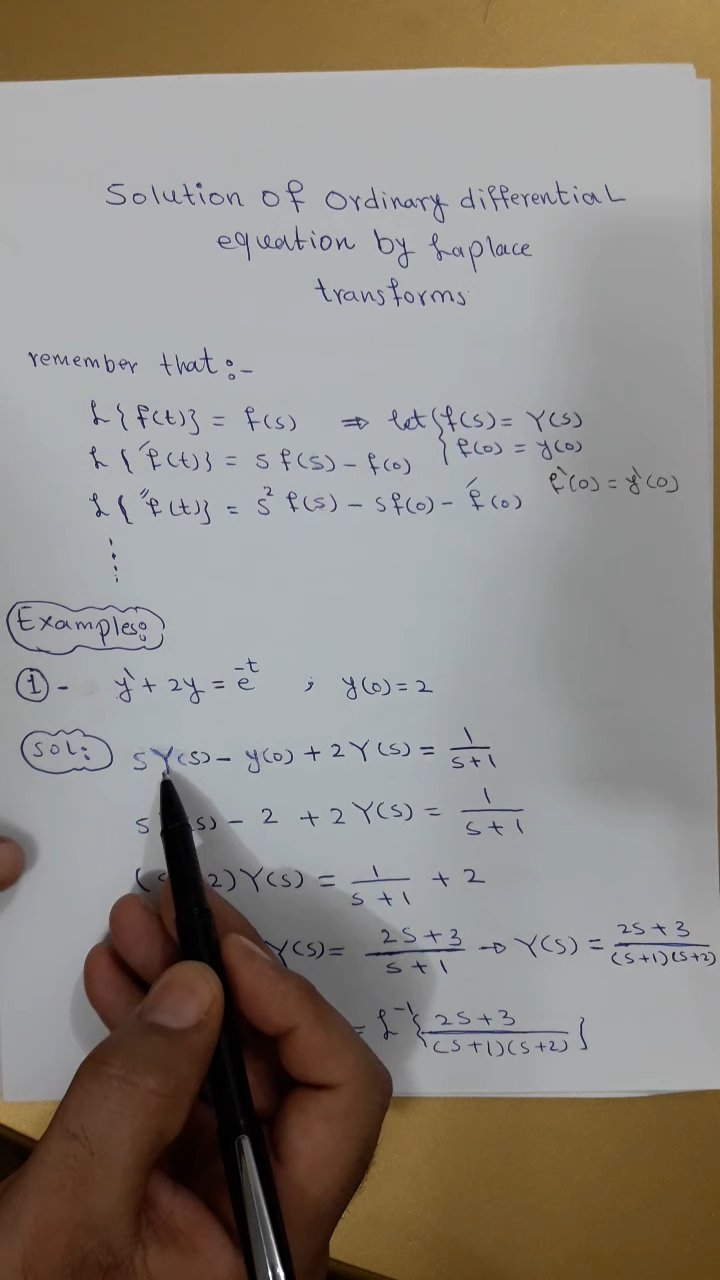 Solution of ordinary differential
equation by Laplace
transforms
remember that:-
ℒ{f(t)} = f(s) ⇒ let { f(s) = Y(s)
f(0) = y(0)
ℒ{f′(t)} = s f(s) - f(0)
f′(0) = y′(0)
ℒ{f″(t)} = s² f(s) - s f(0) - f′(0)
⋮
Examples:
① - y′ + 2y = e^-t ; y(0) = 2
Sol: sY(s) - y(0) + 2Y(s) = 1/(s+1)
s (s) - 2 + 2Y(s) = 1/(s+1)
( 2)Y(s) = 1/(s+1) + 2
Y(s) = (2s+3)/(s+1) → Y(s) = (2s+3)/((s+1)(s+2))
= ℒ^-1{(2s+3)/((s+1)(s+2))}